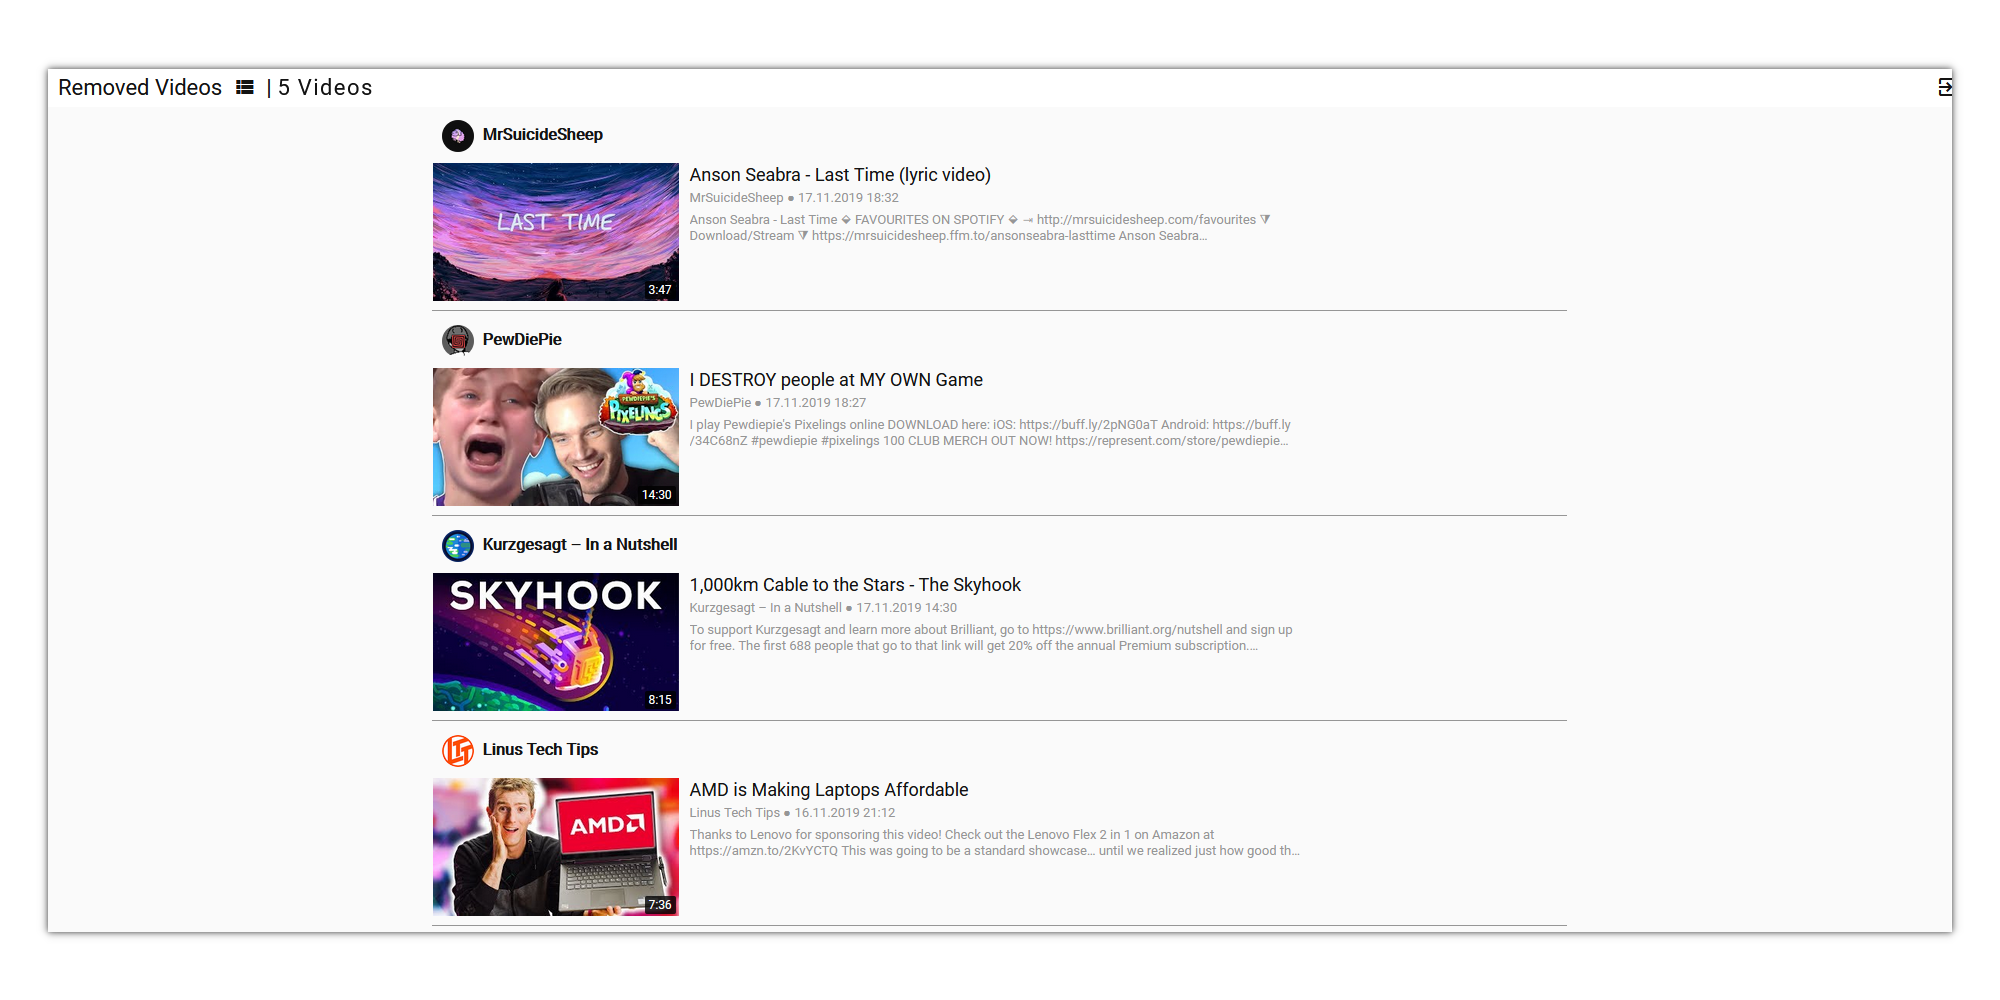 Removed Videos | 5 Videos
MrSuicideSheep
LAST TIME
3:47
Anson Seabra - Last Time (lyric video)
MrSuicideSheep ● 17.11.2019 18:32
Anson Seabra - Last Time ⬙ FAVOURITES ON SPOTIFY ⬙ ⇥ http://mrsuicidesheep.com/favourites ⧩
Download/Stream ⧩ https://mrsuicidesheep.ffm.to/ansonseabra-lasttime Anson Seabra…
PewDiePie
PEWDIEPIE'S
PIXELINGS
14:30
I DESTROY people at MY OWN Game
PewDiePie ● 17.11.2019 18:27
I play Pewdiepie's Pixelings online DOWNLOAD here: iOS: https://buff.ly/2pNG0aT Android: https://buff.ly
/34C68nZ #pewdiepie #pixelings 100 CLUB MERCH OUT NOW! https://represent.com/store/pewdiepie…
Kurzgesagt – In a Nutshell
SKYHOOK
8:15
1,000km Cable to the Stars - The Skyhook
Kurzgesagt – In a Nutshell ● 17.11.2019 14:30
To support Kurzgesagt and learn more about Brilliant, go to https://www.brilliant.org/nutshell and sign up
for free. The first 688 people that go to that link will get 20% off the annual Premium subscription.…
LTT
Linus Tech Tips
AMD
7:36
AMD is Making Laptops Affordable
Linus Tech Tips ● 16.11.2019 21:12
Thanks to Lenovo for sponsoring this video! Check out the Lenovo Flex 2 in 1 on Amazon at
https://amzn.to/2KvYCTQ This was going to be a standard showcase… until we realized just how good th…